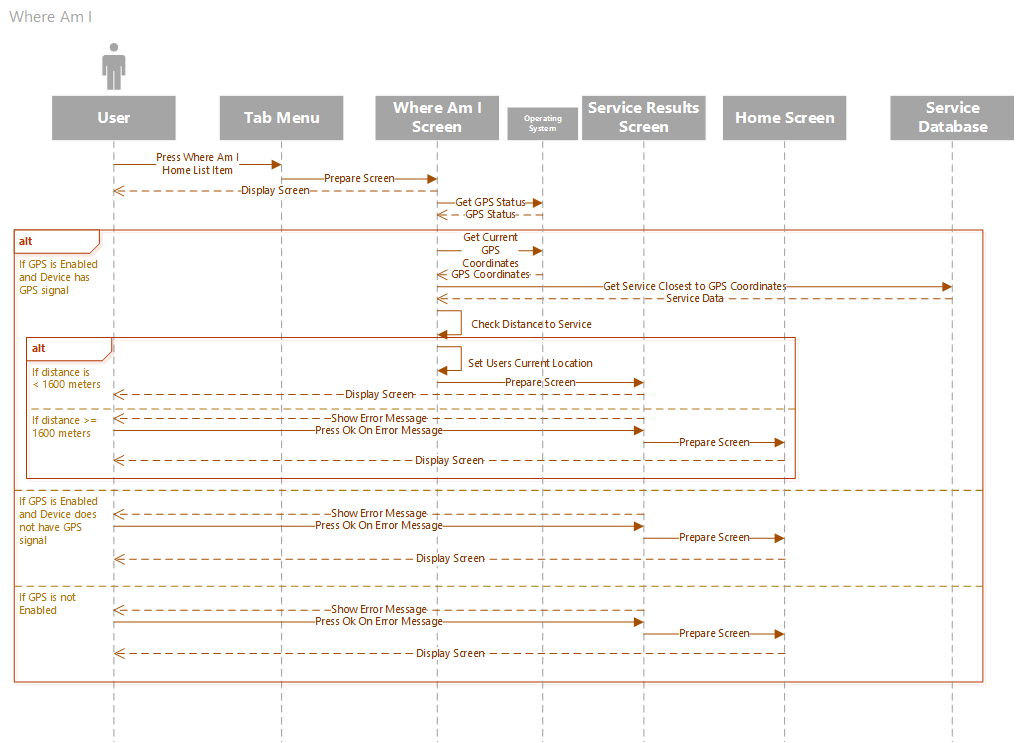 Where Am I
User
Tab Menu
Where Am I
Screen
Operating
System
Service Results
Screen
Home Screen
Service
Database
Press Where Am I
Home List Item
Prepare Screen
Display Screen
Get GPS Status
GPS Status
alt
If GPS is Enabled
and Device has
GPS signal
Get Current
GPS
Coordinates
GPS Coordinates
Get Service Closest to GPS Coordinates
Service Data
Check Distance to Service
alt
If distance is
< 1600 meters
Set Users Current Location
Prepare Screen
Display Screen
If distance >=
1600 meters
Show Error Message
Press Ok On Error Message
Prepare Screen
Display Screen
If GPS is Enabled
and Device does
not have GPS
signal
Show Error Message
Press Ok On Error Message
Prepare Screen
Display Screen
If GPS is not
Enabled
Show Error Message
Press Ok On Error Message
Prepare Screen
Display Screen